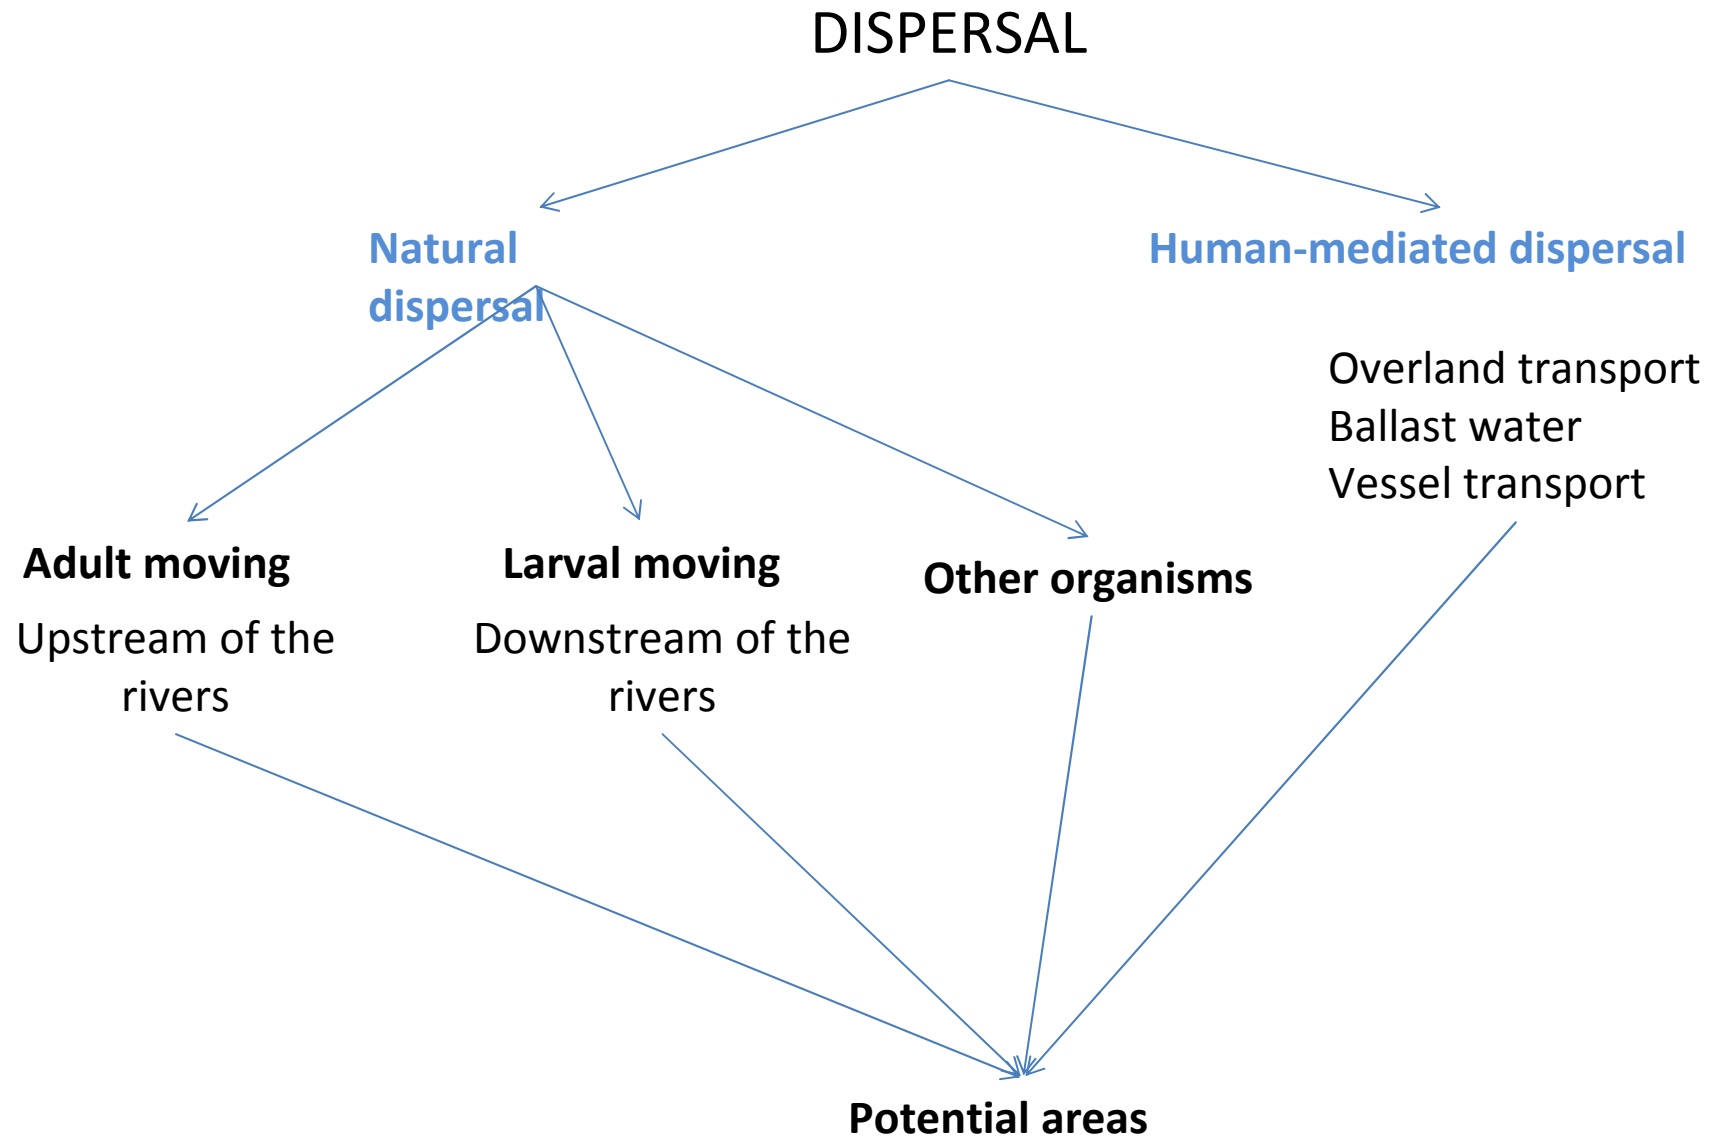 DISPERSAL
Natural
dispersal
Human-mediated dispersal
Overland transport
Ballast water
Vessel transport
Adult moving
Upstream of the
rivers
Larval moving
Downstream of the
rivers
Other organisms
Potential areas